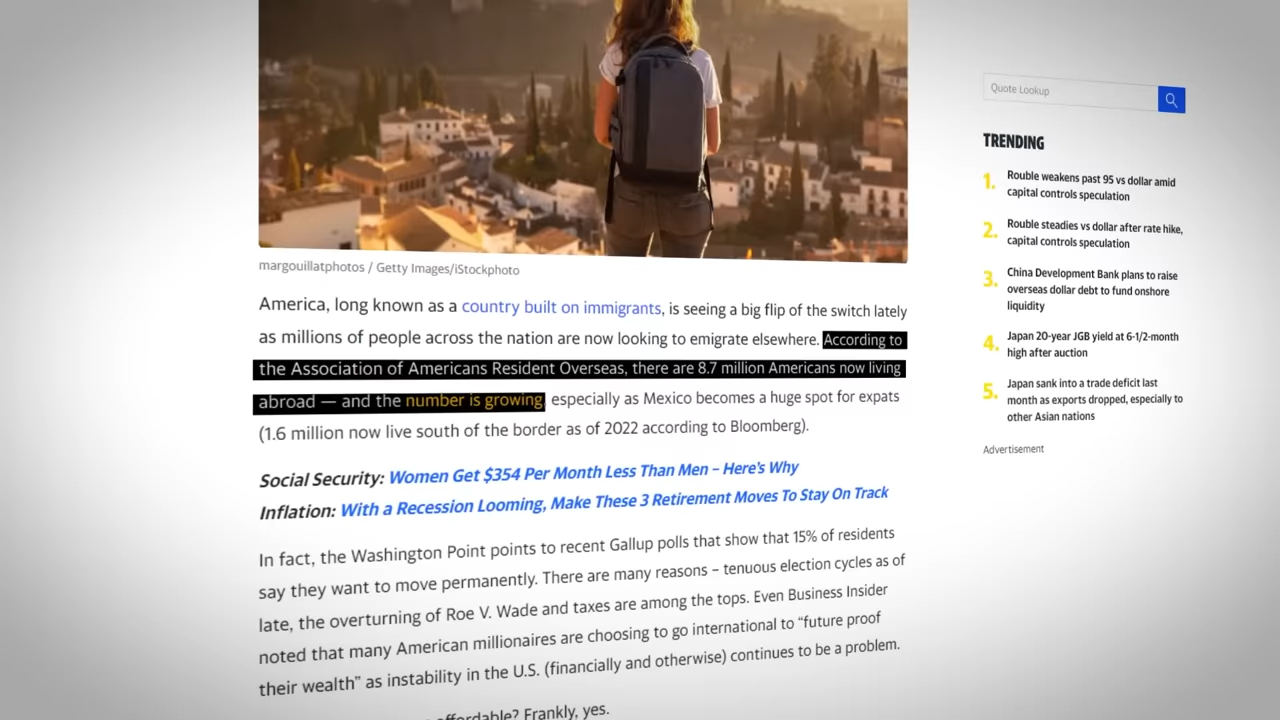 margouillatphotos / Getty Images/iStockphoto
America, long known as a country built on immigrants, is seeing a big flip of the switch lately
as millions of people across the nation are now looking to emigrate elsewhere. According to
the Association of Americans Resident Overseas, there are 8.7 million Americans now living
abroad — and the number is growing, especially as Mexico becomes a huge spot for expats
(1.6 million now live south of the border as of 2022 according to Bloomberg).
Social Security: Women Get $354 Per Month Less Than Men – Here's Why
Inflation: With a Recession Looming, Make These 3 Retirement Moves To Stay On Track
In fact, the Washington Point points to recent Gallup polls that show that 15% of residents
say they want to move permanently. There are many reasons – tenuous election cycles as of
late, the overturning of Roe V. Wade and taxes are among the tops. Even Business Insider
noted that many American millionaires are choosing to go international to “future proof
their wealth” as instability in the U.S. (financially and otherwise) continues to be a problem.
affordable? Frankly, yes.
Quote Lookup
TRENDING
1. Rouble weakens past 95 vs dollar amid
capital controls speculation
2. Rouble steadies vs dollar after rate hike,
capital controls speculation
3. China Development Bank plans to raise
overseas dollar debt to fund onshore
liquidity
4. Japan 20-year JGB yield at 6-1/2-month
high after auction
5. Japan sank into a trade deficit last
month as exports dropped, especially to
other Asian nations
Advertisement